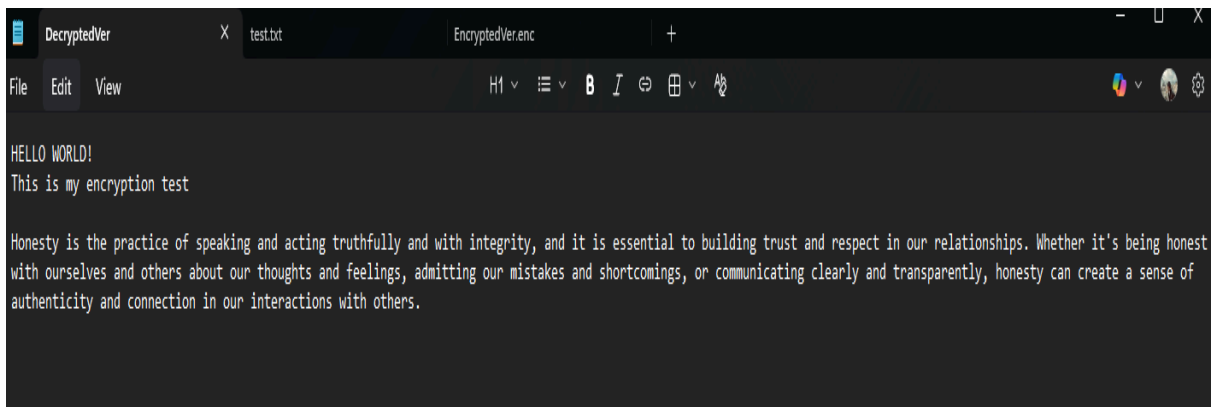 DecryptedVer X test.txt EncryptedVer.enc +
File Edit View H1 B I
HELLO WORLD!
This is my encryption test
Honesty is the practice of speaking and acting truthfully and with integrity, and it is essential to building trust and respect in our relationships. Whether it's being honest
with ourselves and others about our thoughts and feelings, admitting our mistakes and shortcomings, or communicating clearly and transparently, honesty can create a sense of
authenticity and connection in our interactions with others.